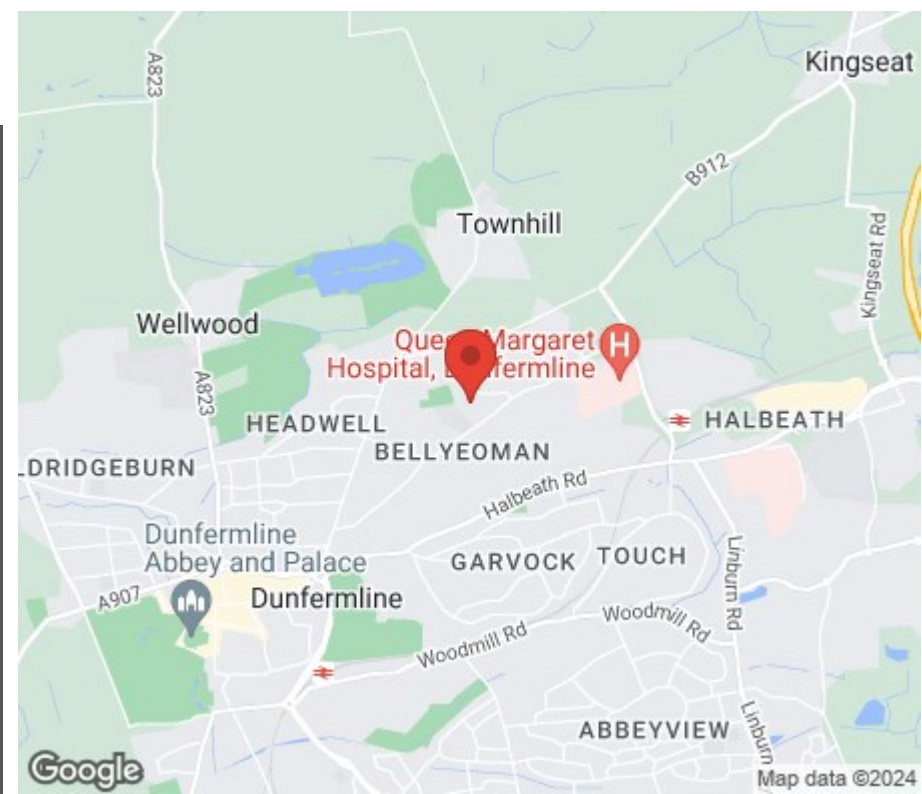 Kingseat
A823
B912
Townhill
Kingseat Rd
Wellwood
Margaret
Hospital,
H
A823
HEADWELL
HALBEATH
BELLYEOMAN
LDRIDGEBURN
Halbeath Rd
Dunfermline
Abbey and Palace
GARVOCK
TOUCH
Linburn Rd
A907
Dunfermline
Woodmill Rd
Woodmill Rd
ABBEYVIEW
Linburn
Google
Map data ©2024